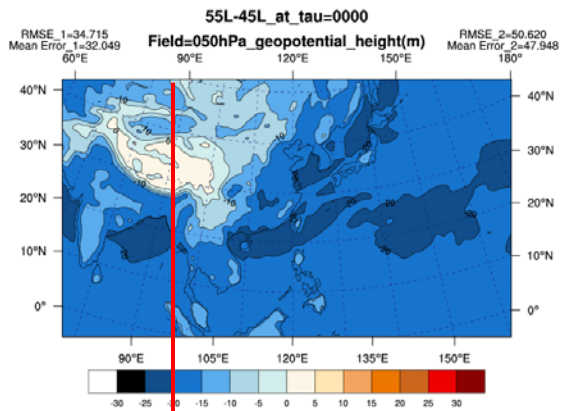 55L-45L_at_tau=0000
RMSE_1=34.715
Mean Error_1=32.049
Field=050hPa_geopotential_height(m)
RMSE_2=50.620
Mean Error_2=47.948
60°E 90°E 120°E 150°E 180°
40°N 40°N
30°N 30°N
20°N 20°N
10°N 10°N
0° 0°
90°E 105°E 120°E 135°E 150°E
-30 -25 -20 -15 -10 -5 0 5 10 15 20 25 30